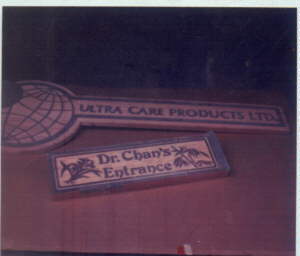 ULTRA CARE PRODUCTS LTD.
Dr. Chan's
Entrance